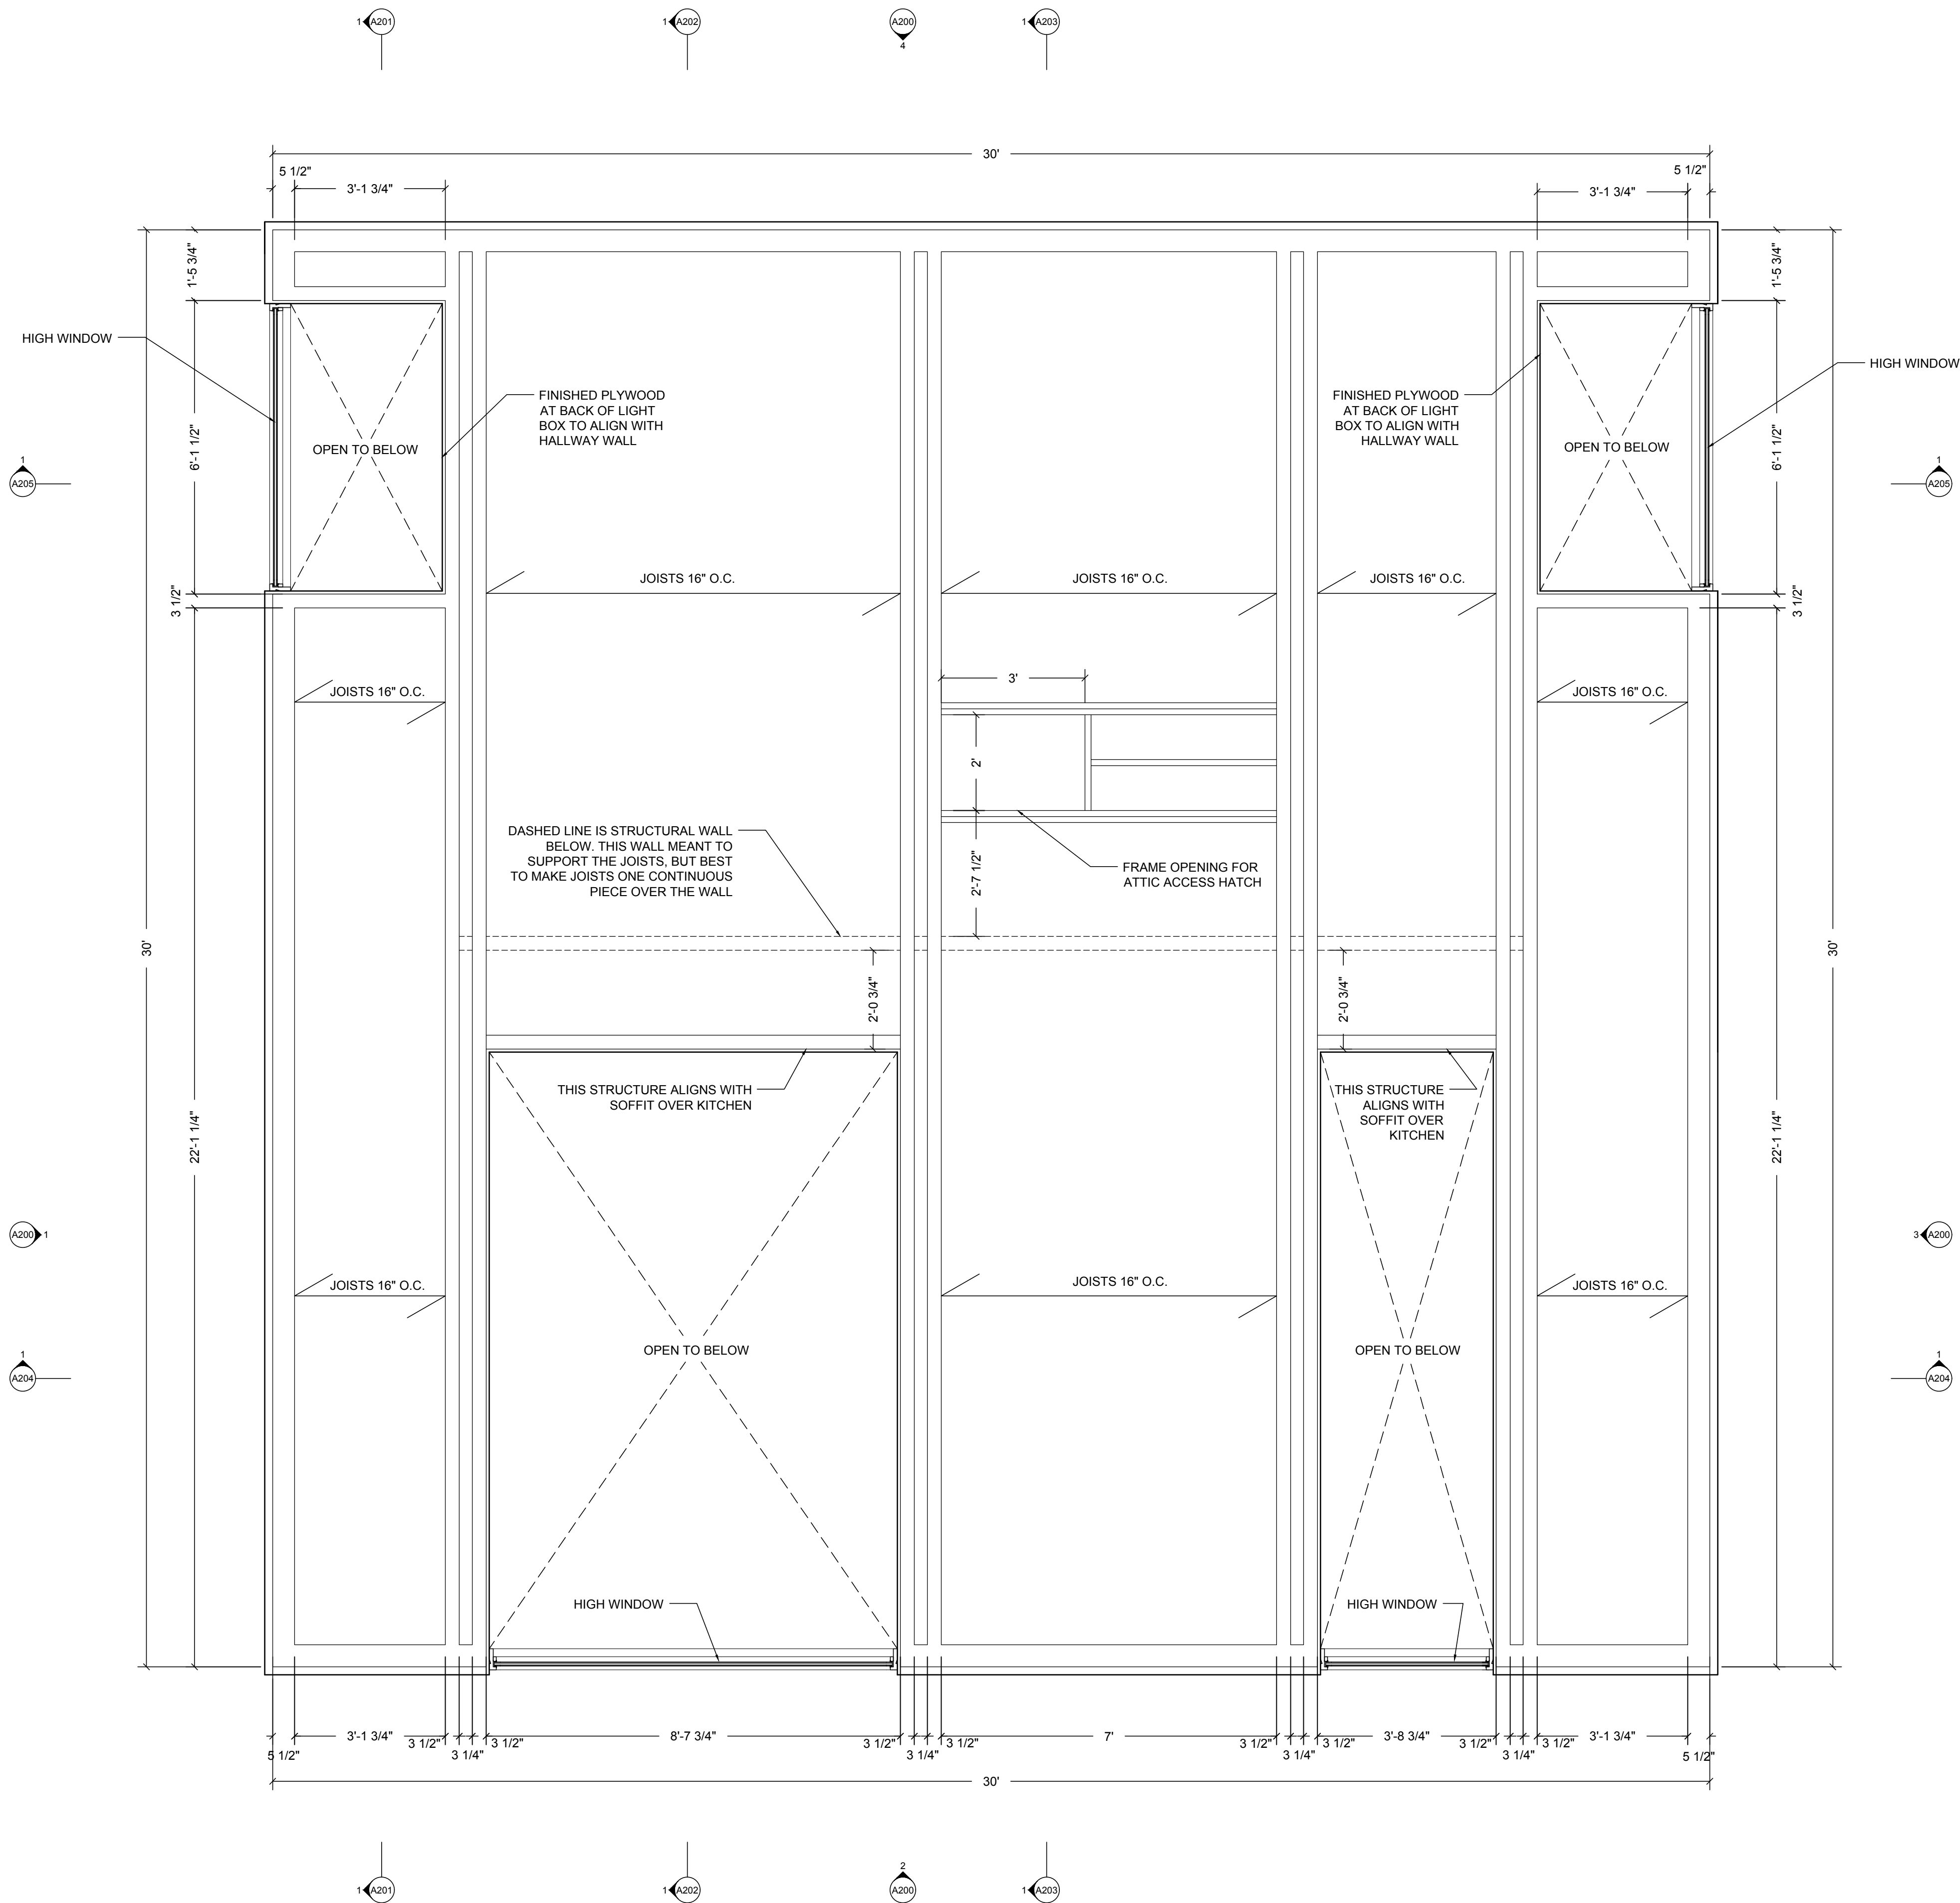 1 A201
1 A202
A200
4
1 A203
30'
5 1/2"
5 1/2"
3'-1 3/4"
3'-1 3/4"
1'-5 3/4"
1'-5 3/4"
HIGH WINDOW
HIGH WINDOW
FINISHED PLYWOOD
AT BACK OF LIGHT
BOX TO ALIGN WITH
HALLWAY WALL
FINISHED PLYWOOD
AT BACK OF LIGHT
BOX TO ALIGN WITH
HALLWAY WALL
6'-1 1/2"
OPEN TO BELOW
OPEN TO BELOW
6'-1 1/2"
1
A205
1
A205
3 1/2"
JOISTS 16" O.C.
JOISTS 16" O.C.
JOISTS 16" O.C.
3 1/2"
3'
JOISTS 16" O.C.
JOISTS 16" O.C.
2'
DASHED LINE IS STRUCTURAL WALL
BELOW. THIS WALL MEANT TO
SUPPORT THE JOISTS, BUT BEST
TO MAKE JOISTS ONE CONTINUOUS
PIECE OVER THE WALL
2'-7 1/2"
FRAME OPENING FOR
ATTIC ACCESS HATCH
30'
30'
2'-0 3/4"
2'-0 3/4"
THIS STRUCTURE ALIGNS WITH
SOFFIT OVER KITCHEN
THIS STRUCTURE
ALIGNS WITH
SOFFIT OVER
KITCHEN
22'-1 1/4"
22'-1 1/4"
A200 1
3 A200
JOISTS 16" O.C.
JOISTS 16" O.C.
JOISTS 16" O.C.
OPEN TO BELOW
OPEN TO BELOW
1
A204
1
A204
HIGH WINDOW
HIGH WINDOW
5 1/2"
3'-1 3/4"
3 1/2"
3 1/4"
3 1/2"
8'-7 3/4"
3 1/2"
3 1/4"
3 1/2"
7'
3 1/2"
3 1/4"
3 1/2"
3'-8 3/4"
3 1/2"
3 1/4"
3 1/2"
3'-1 3/4"
5 1/2"
30'
1 A201
1 A202
2
A200
1 A203